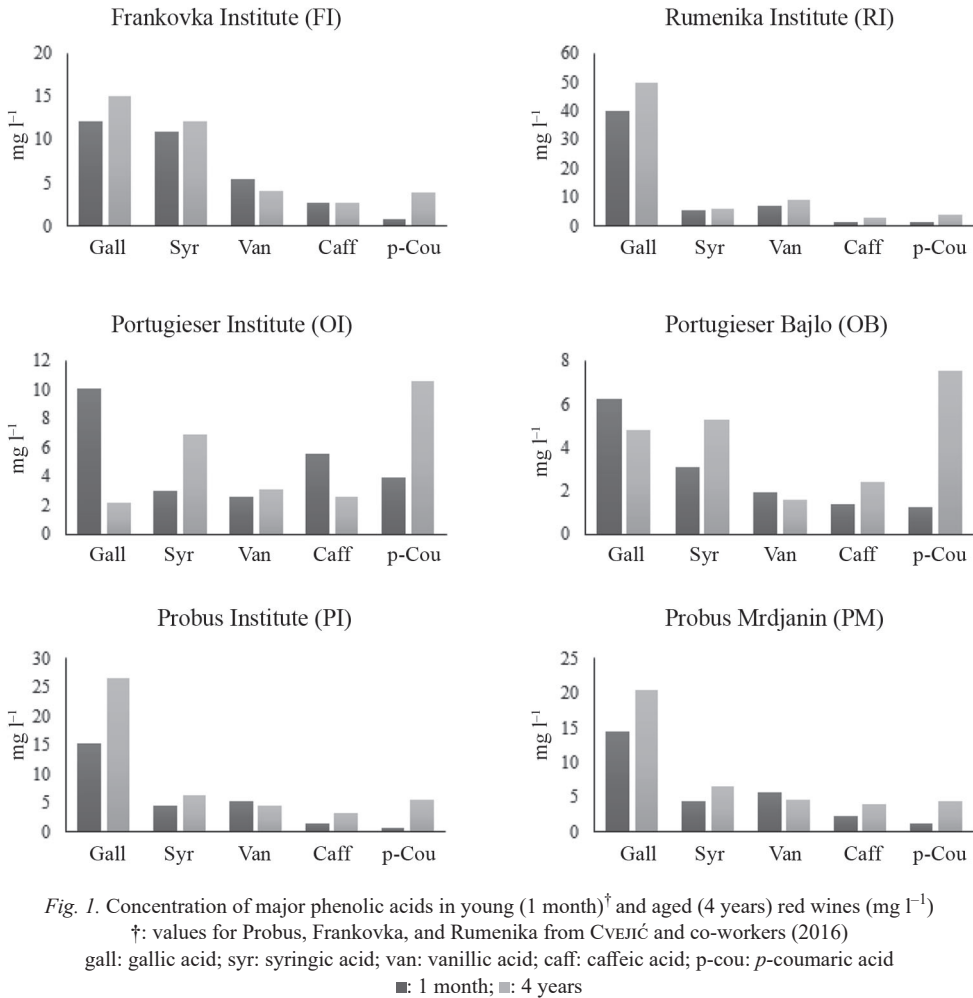 Frankovka Institute (FI)
20
15
10
5
0
mg l⁻¹
Gall Syr Van Caff p-Cou
Rumenika Institute (RI)
60
50
40
30
20
10
0
mg l⁻¹
Gall Syr Van Caff p-Cou
Portugieser Institute (OI)
12
10
8
6
4
2
0
mg l⁻¹
Gall Syr Van Caff p-Cou
Portugieser Bajlo (OB)
8
6
4
2
0
mg l⁻¹
Gall Syr Van Caff p-Cou
Probus Institute (PI)
30
25
20
15
10
5
0
mg l⁻¹
Gall Syr Van Caff p-Cou
Probus Mrdjanin (PM)
25
20
15
10
5
0
mg l⁻¹
Gall Syr Van Caff p-Cou
Fig. 1. Concentration of major phenolic acids in young (1 month)† and aged (4 years) red wines (mg l⁻¹)
†: values for Probus, Frankovka, and Rumenika from CVEJIĆ and co-workers (2016)
gall: gallic acid; syr: syringic acid; van: vanillic acid; caff: caffeic acid; p-cou: p-coumaric acid
■: 1 month; ■: 4 years